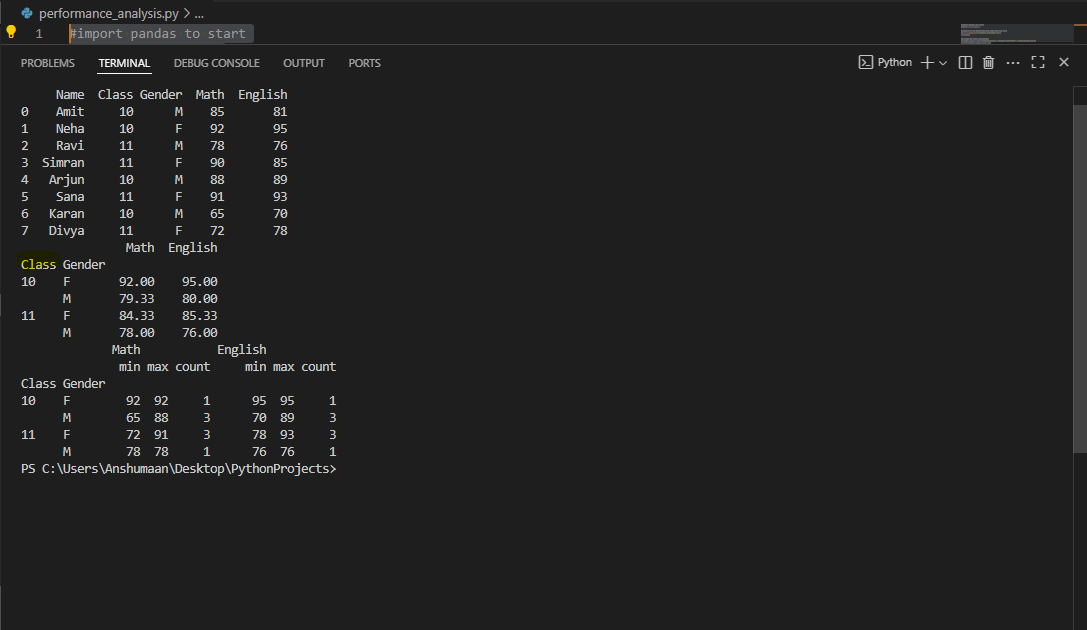 performance_analysis.py > ...
1 #import pandas to start
PROBLEMS TERMINAL DEBUG CONSOLE OUTPUT PORTS Python
Name Class Gender Math English
0 Amit 10 M 85 81
1 Neha 10 F 92 95
2 Ravi 11 M 78 76
3 Simran 11 F 90 85
4 Arjun 10 M 88 89
5 Sana 11 F 91 93
6 Karan 10 M 65 70
7 Divya 11 F 72 78
Math English
Class Gender
10 F 92.00 95.00
M 79.33 80.00
11 F 84.33 85.33
M 78.00 76.00
Math English
min max count min max count
Class Gender
10 F 92 92 1 95 95 1
M 65 88 3 70 89 3
11 F 72 91 3 78 93 3
M 78 78 1 76 76 1
PS C:\Users\Anshumaan\Desktop\PythonProjects>